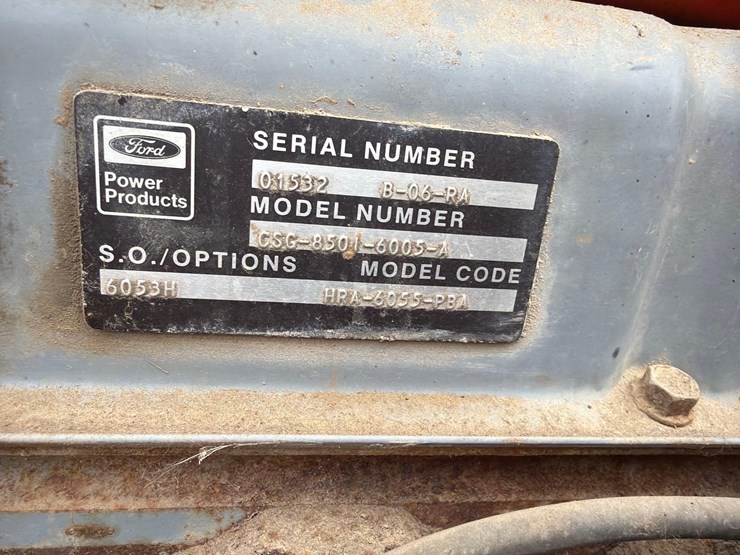 Ford
Power
Products
SERIAL NUMBER
01532 B-06-RA
MODEL NUMBER
CSG-850I-6005-A
S.O./OPTIONS MODEL CODE
6053H HRA-6055-PBA